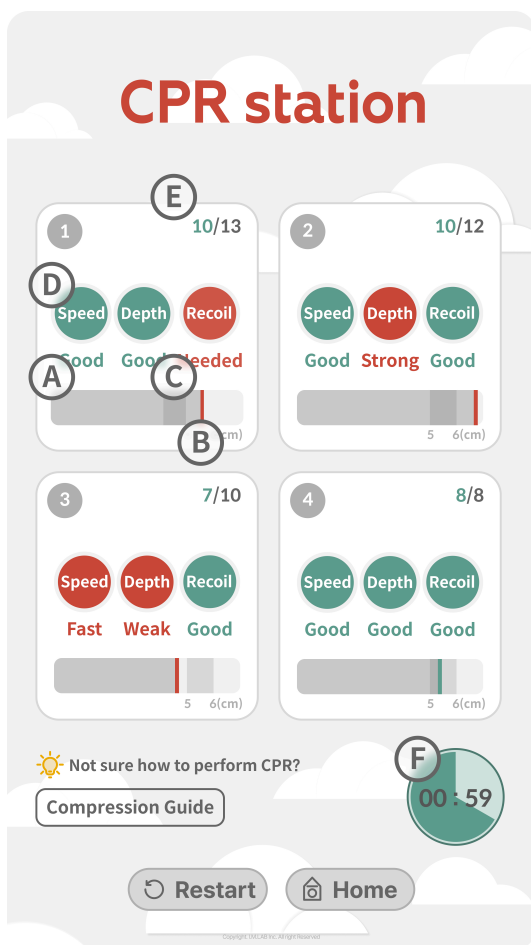 CPR station
E
1
10/13
D
Speed Depth Recoil
Good Good Needed
A
C
B
cm)
2
10/12
Speed Depth Recoil
Good Strong Good
5 6(cm)
3
7/10
Speed Depth Recoil
Fast Weak Good
5 6(cm)
4
8/8
Speed Depth Recoil
Good Good Good
5 6(cm)
Not sure how to perform CPR?
Compression Guide
F
00 : 59
Restart
Home